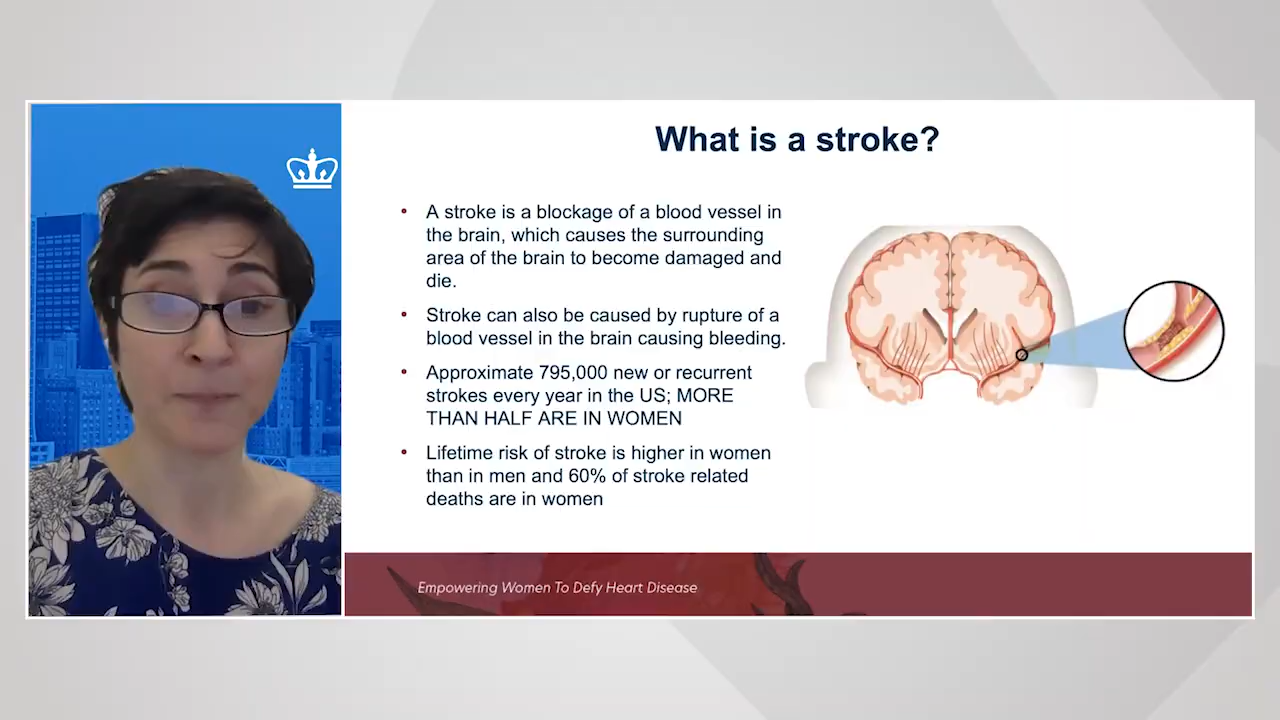 What is a stroke?
• A stroke is a blockage of a blood vessel in
the brain, which causes the surrounding
area of the brain to become damaged and
die.
• Stroke can also be caused by rupture of a
blood vessel in the brain causing bleeding.
• Approximate 795,000 new or recurrent
strokes every year in the US; MORE
THAN HALF ARE IN WOMEN
• Lifetime risk of stroke is higher in women
than in men and 60% of stroke related
deaths are in women
Empowering Women To Defy Heart Disease